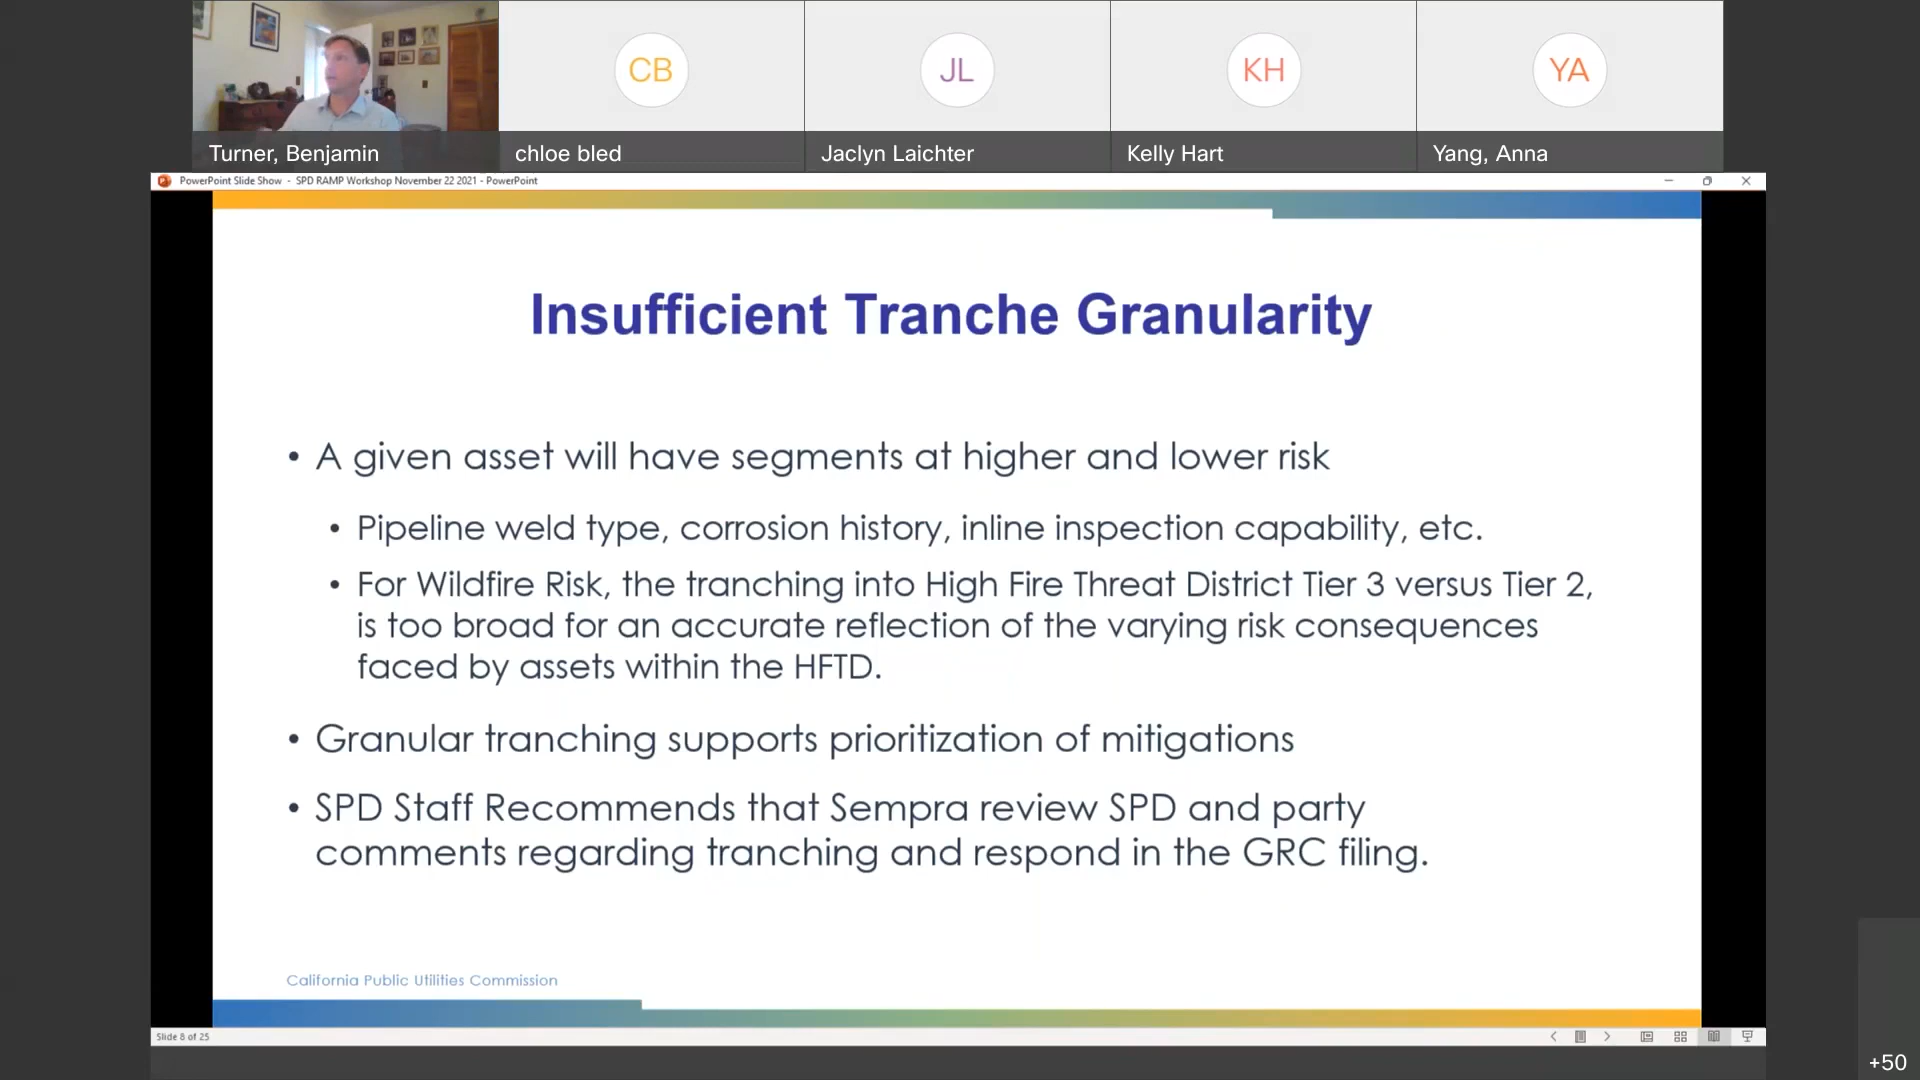 CB
JL
KH
YA
Turner, Benjamin
chloe bled
Jaclyn Laichter
Kelly Hart
Yang, Anna
PowerPoint Slide Show - SPD RAMP Workshop November 22 2021 - PowerPoint
Insufficient Tranche Granularity
• A given asset will have segments at higher and lower risk
• Pipeline weld type, corrosion history, inline inspection capability, etc.
• For Wildfire Risk, the tranching into High Fire Threat District Tier 3 versus Tier 2,
is too broad for an accurate reflection of the varying risk consequences
faced by assets within the HFTD.
• Granular tranching supports prioritization of mitigations
• SPD Staff Recommends that Sempra review SPD and party
comments regarding tranching and respond in the GRC filing.
California Public Utilities Commission
Slide 8 of 25
+50